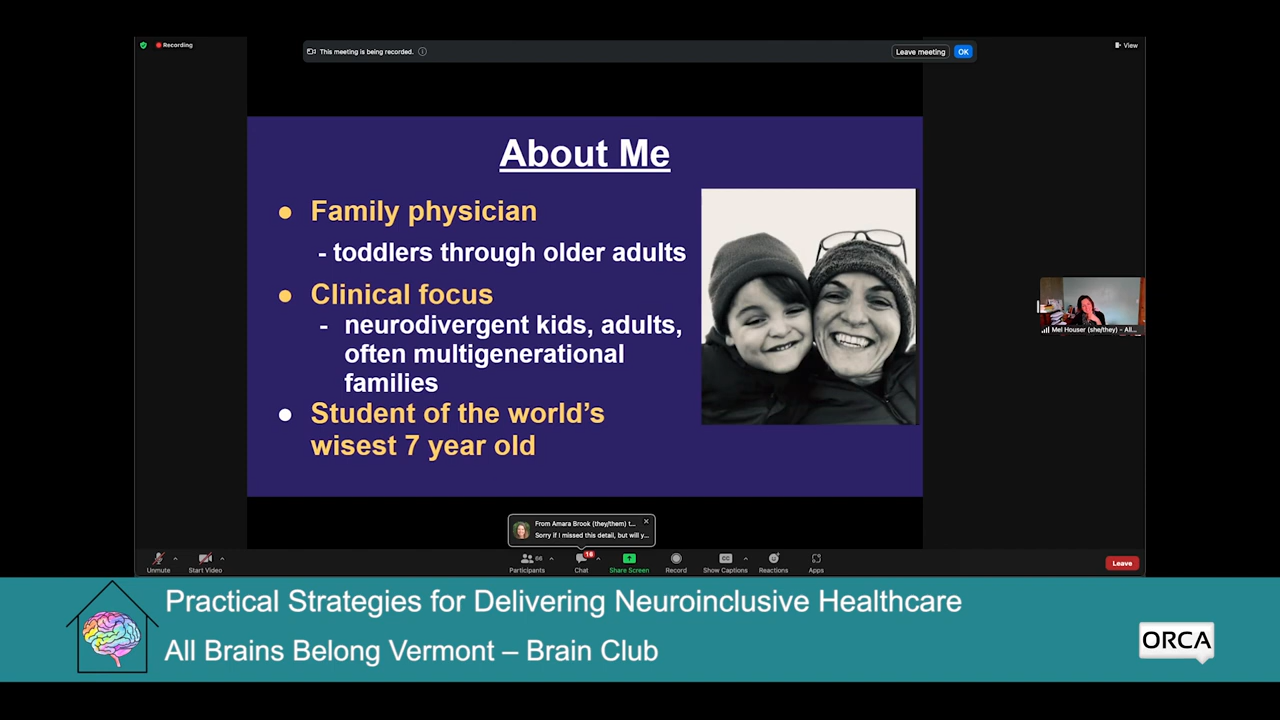 Recording
This meeting is being recorded.
Leave meeting
OK
View
About Me
● Family physician
- toddlers through older adults
● Clinical focus
- neurodivergent kids, adults,
often multigenerational
families
● Student of the world's
wisest 7 year old
Mel Houser (she/they) - All...
From Amara Brook (they/them) t...
Sorry if I missed this detail, but will y...
66
16
CC
Unmute
Start Video
Participants
Chat
Share Screen
Record
Show Captions
Reactions
Apps
Leave
Practical Strategies for Delivering Neuroinclusive Healthcare
All Brains Belong Vermont – Brain Club
ORCA